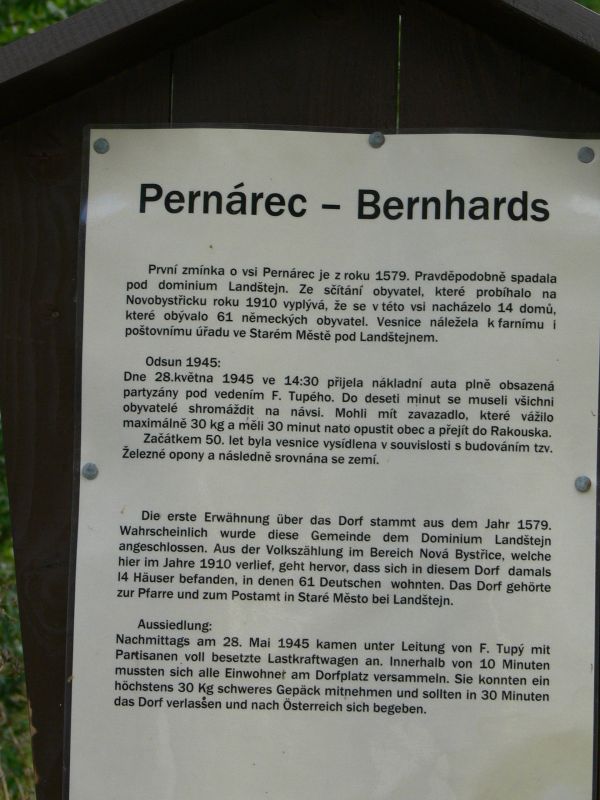 Pernárec – Bernhards
První zmínka o vsi Pernárec je z roku 1579. Pravděpodobně spadala
pod dominium Landštejn. Ze sčítání obyvatel, které probíhalo na
Novobystřicku roku 1910 vyplývá, že se v této vsi nacházelo 14 domů,
které obývalo 61 německých obyvatel. Vesnice náležela k farnímu i
poštovnímu úřadu ve Starém Městě pod Landštejnem.
Odsun 1945:
Dne 28.května 1945 ve 14:30 přijela nákladní auta plně obsazená
partyzány pod vedením F. Tupého. Do deseti minut se museli všichni
obyvatelé shromáždit na návsi. Mohli mít zavazadlo, které vážilo
maximálně 30 kg a měli 30 minut nato opustit obec a přejít do Rakouska.
Začátkem 50. let byla vesnice vysídlena v souvislosti s budováním tzv.
Železné opony a následně srovnána se zemí.
Die erste Erwähnung über das Dorf stammt aus dem Jahr 1579.
Wahrscheinlich wurde diese Gemeinde dem Dominium Landštejn
angeschlossen. Aus der Volkszählung im Bereich Nová Bystřice, welche
hier im Jahre 1910 verlief, geht hervor, dass sich in diesem Dorf damals
I4 Häuser befanden, in denen 61 Deutschen wohnten. Das Dorf gehörte
zur Pfarre und zum Postamt in Staré Město bei Landštejn.
Aussiedlung:
Nachmittags am 28. Mai 1945 kamen unter Leitung von F. Tupý mit
Partisanen voll besetzte Lastkraftwagen an. Innerhalb von 10 Minuten
mussten sich alle Einwohner am Dorfplatz versammeln. Sie konnten ein
höchstens 30 Kg schweres Gepäck mitnehmen und sollten in 30 Minuten
das Dorf verlassen und nach Österreich sich begeben.